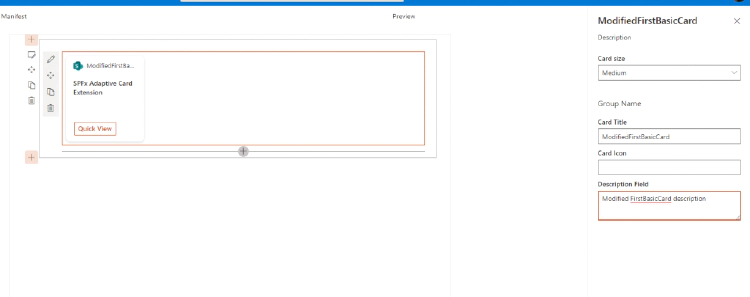 Manifest
Preview
ModifiedFirstBa...
SPFx Adaptive Card
Extension
Quick View
ModifiedFirstBasicCard
Description
Card size
Medium
Group Name
Card Title
ModifiedFirstBasicCard
Card Icon
Description Field
Modified FirstBasicCard description